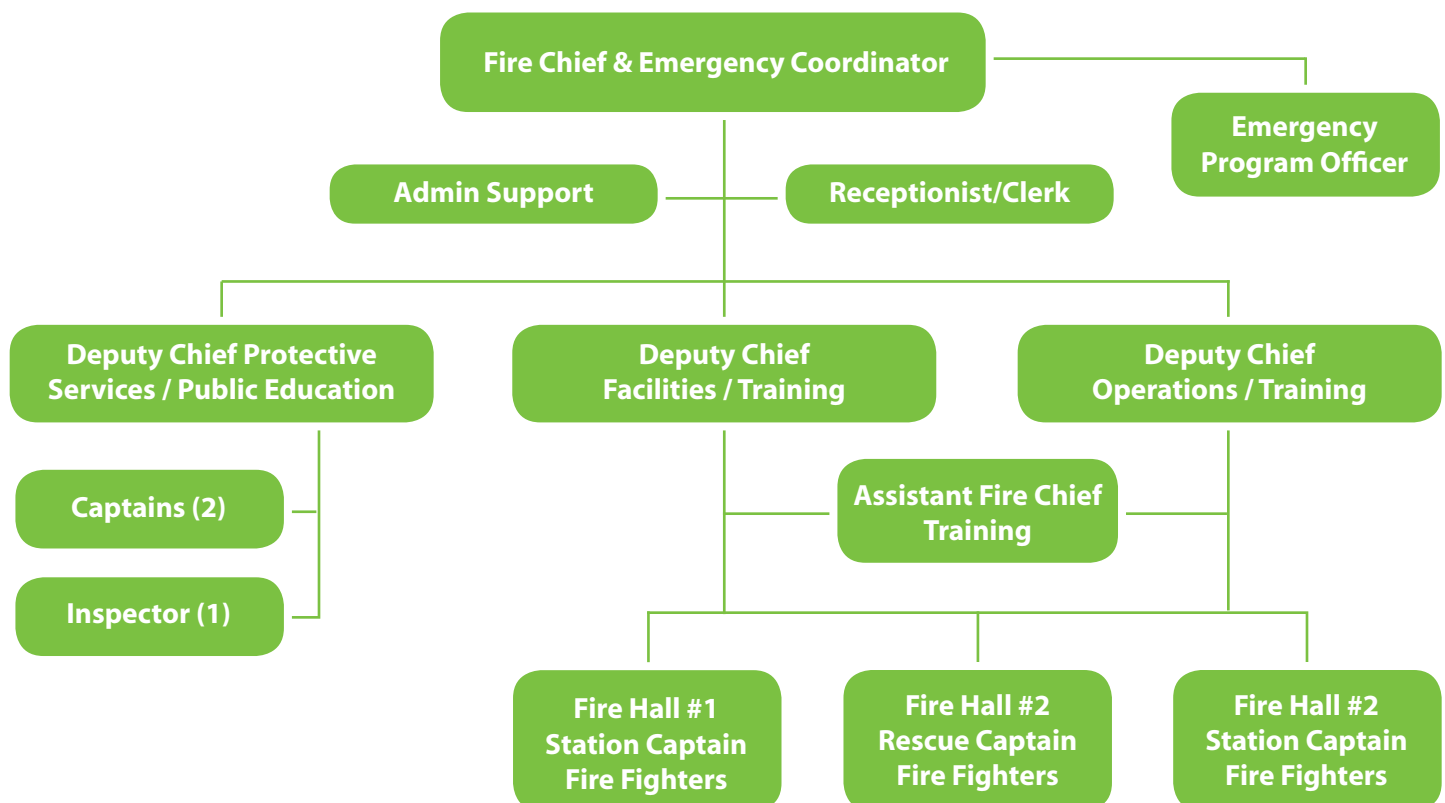 Fire Chief & Emergency Coordinator
Emergency
Program Officer
Admin Support
Receptionist/Clerk
Deputy Chief Protective
Services / Public Education
Deputy Chief
Facilities / Training
Deputy Chief
Operations / Training
Captains (2)
Assistant Fire Chief
Training
Inspector (1)
Fire Hall #1
Station Captain
Fire Fighters
Fire Hall #2
Rescue Captain
Fire Fighters
Fire Hall #2
Station Captain
Fire Fighters